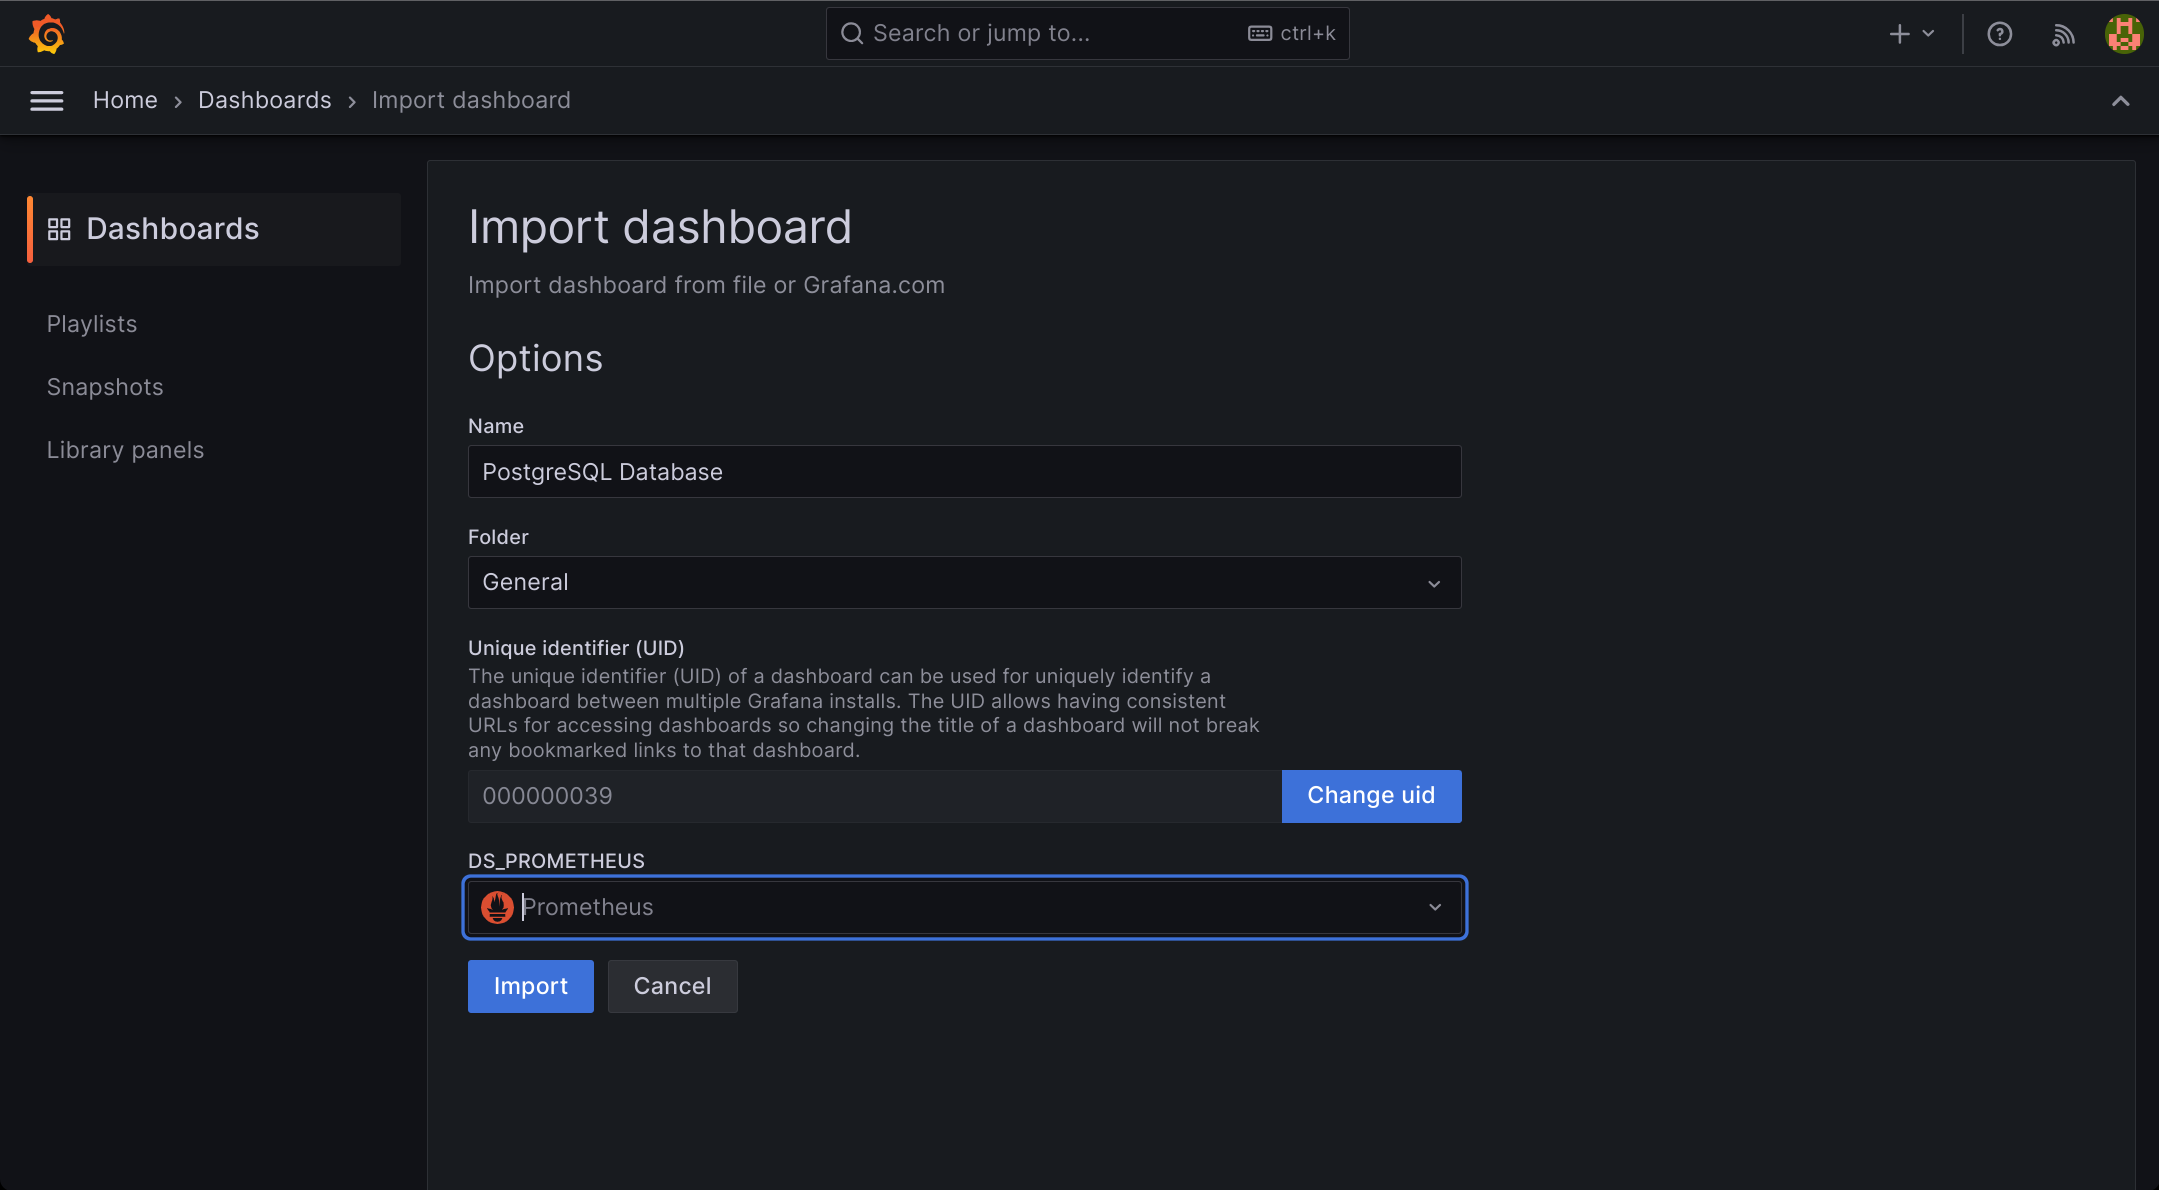 Search or jump to...
ctrl+k
Home
Dashboards
Import dashboard
Dashboards
Playlists
Snapshots
Library panels
Import dashboard
Import dashboard from file or Grafana.com
Options
Name
PostgreSQL Database
Folder
General
Unique identifier (UID)
The unique identifier (UID) of a dashboard can be used for uniquely identify a
dashboard between multiple Grafana installs. The UID allows having consistent
URLs for accessing dashboards so changing the title of a dashboard will not break
any bookmarked links to that dashboard.
000000039
Change uid
DS_PROMETHEUS
Prometheus
Import
Cancel